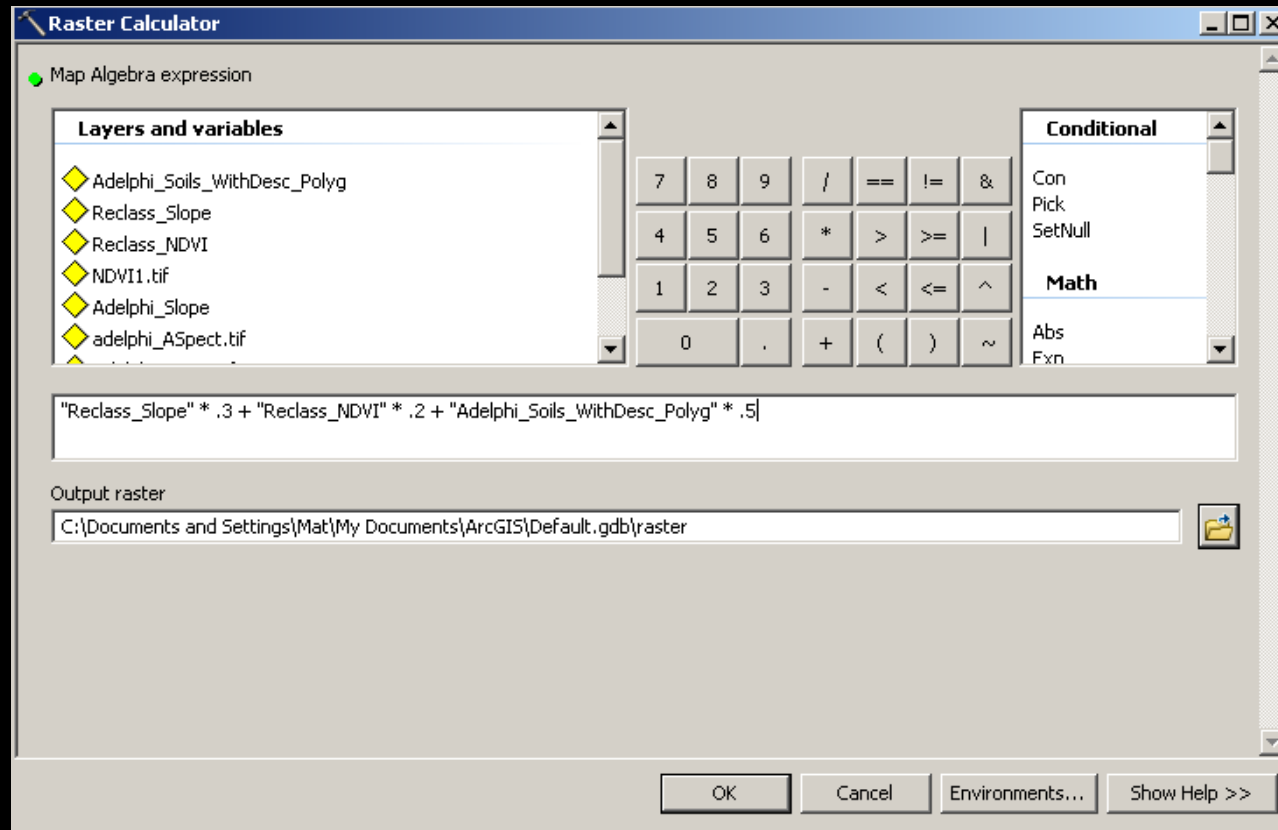 Raster Calculator
Map Algebra expression
Layers and variables
Adelphi_Soils_WithDesc_Polyg
Reclass_Slope
Reclass_NDVI
NDVI1.tif
Adelphi_Slope
adelphi_ASpect.tif
7 8 9 / == != &
4 5 6 * > >= |
1 2 3 - < <= ^
0 . + ( ) ~
Conditional
Con
Pick
SetNull
Math
Abs
Exp
"Reclass_Slope" * .3 + "Reclass_NDVI" * .2 + "Adelphi_Soils_WithDesc_Polyg" * .5
Output raster
C:\Documents and Settings\Mat\My Documents\ArcGIS\Default.gdb\raster
OK Cancel Environments... Show Help >>